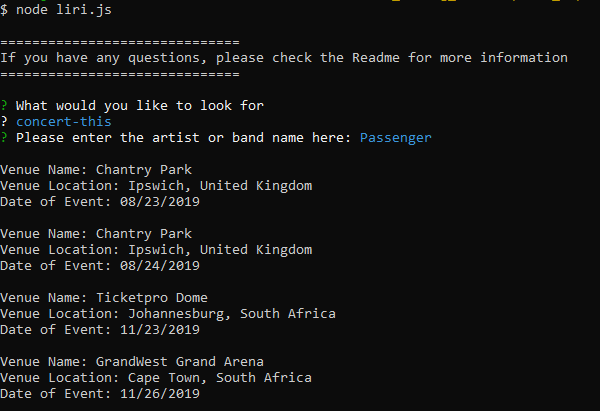 $ node liri.js
==============================
If you have any questions, please check the Readme for more information
==============================
? What would you like to look for
? concert-this
? Please enter the artist or band name here: Passenger
Venue Name: Chantry Park
Venue Location: Ipswich, United Kingdom
Date of Event: 08/23/2019
Venue Name: Chantry Park
Venue Location: Ipswich, United Kingdom
Date of Event: 08/24/2019
Venue Name: Ticketpro Dome
Venue Location: Johannesburg, South Africa
Date of Event: 11/23/2019
Venue Name: GrandWest Grand Arena
Venue Location: Cape Town, South Africa
Date of Event: 11/26/2019